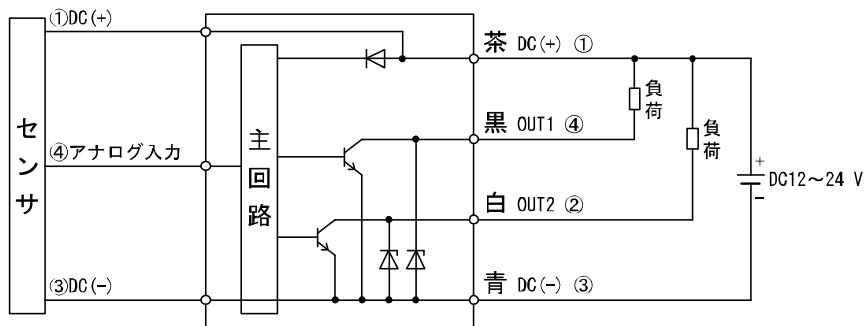 ①DC(+)
茶 DC(+) ①
負荷
負荷
セ ン サ
主回路
黒 OUT1 ④
④アナログ入力
+
DC12～24 V
-
白 OUT2 ②
③DC(-)
青 DC(-) ③